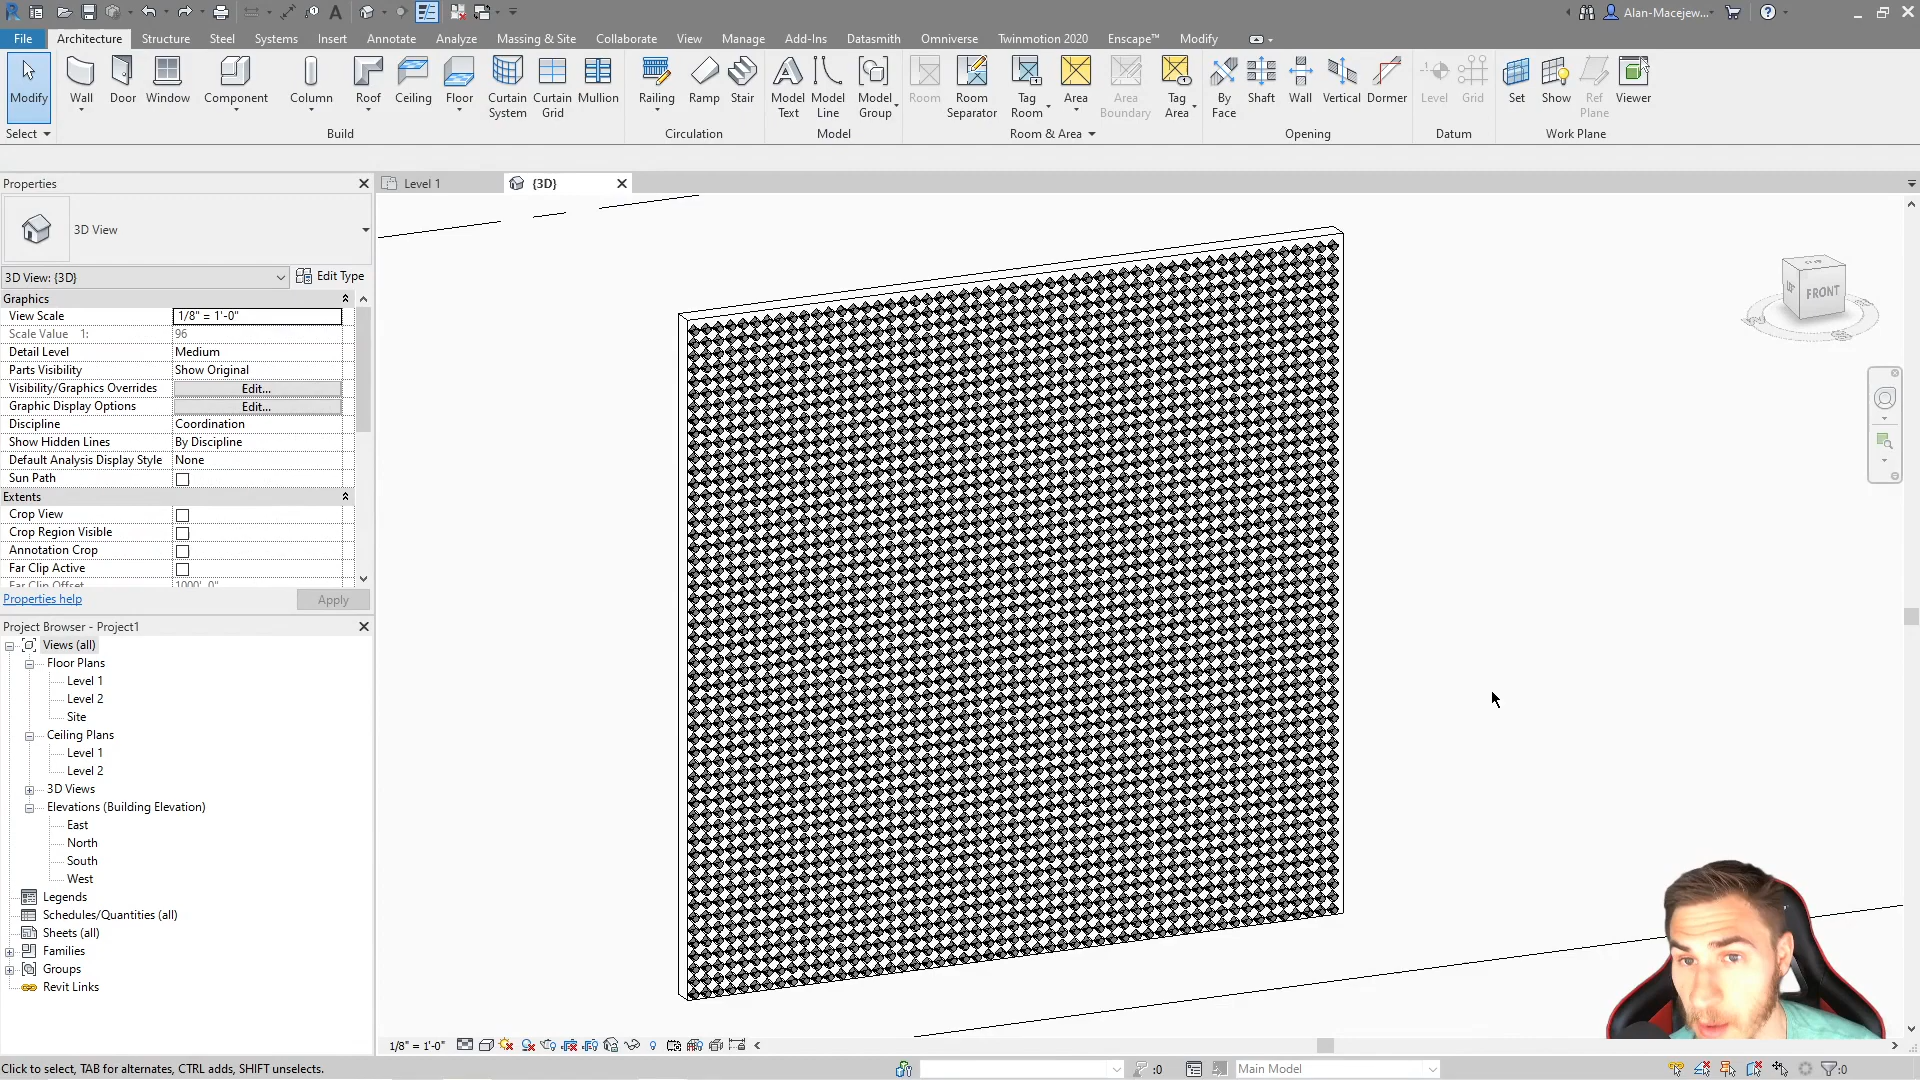 Alan-Macejew...
File
Architecture
Structure
Steel
Systems
Insert
Annotate
Analyze
Massing & Site
Collaborate
View
Manage
Add-Ins
Datasmith
Omniverse
Twinmotion 2020
Enscape™
Modify
Modify
Wall
Door
Window
Component
Column
Roof
Ceiling
Floor
Curtain
System
Curtain
Grid
Mullion
Railing
Ramp
Stair
Model
Text
Model
Line
Model
Group
Room
Room
Separator
Tag
Room
Area
Area
Boundary
Tag
Area
By
Face
Shaft
Wall
Vertical
Dormer
Level
Grid
Set
Show
Ref
Plane
Viewer
Select
Build
Circulation
Model
Room & Area
Opening
Datum
Work Plane
Properties
3D View
3D View: {3D}
Edit Type
Graphics
View Scale
1/8" = 1'-0"
Scale Value 1:
96
Detail Level
Medium
Parts Visibility
Show Original
Visibility/Graphics Overrides
Edit...
Graphic Display Options
Edit...
Discipline
Coordination
Show Hidden Lines
By Discipline
Default Analysis Display Style
None
Sun Path
Extents
Crop View
Crop Region Visible
Annotation Crop
Far Clip Active
Far Clip Offset
1000' 0"
Properties help
Apply
Project Browser - Project1
Views (all)
Floor Plans
Level 1
Level 2
Site
Ceiling Plans
Level 1
Level 2
3D Views
Elevations (Building Elevation)
East
North
South
West
Legends
Schedules/Quantities (all)
Sheets (all)
Families
Groups
Revit Links
Level 1
{3D}
FRONT
1/8" = 1'-0"
Click to select, TAB for alternates, CTRL adds, SHIFT unselects.
:0
Main Model
:0